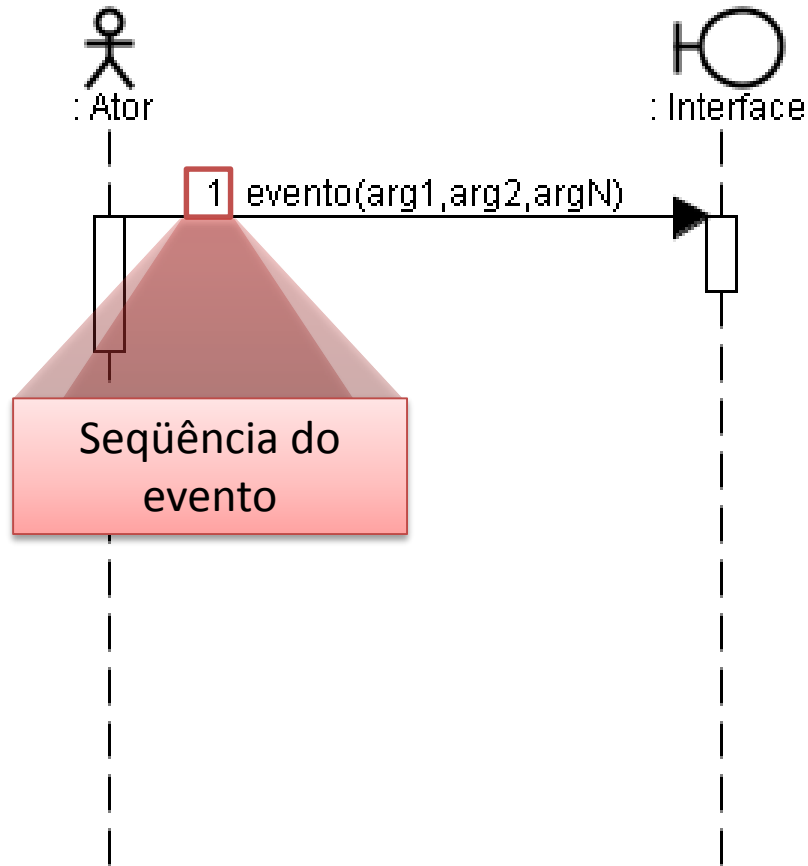 : Ator
: Interface
1 evento(arg1,arg2,argN)
Seqüência do
evento